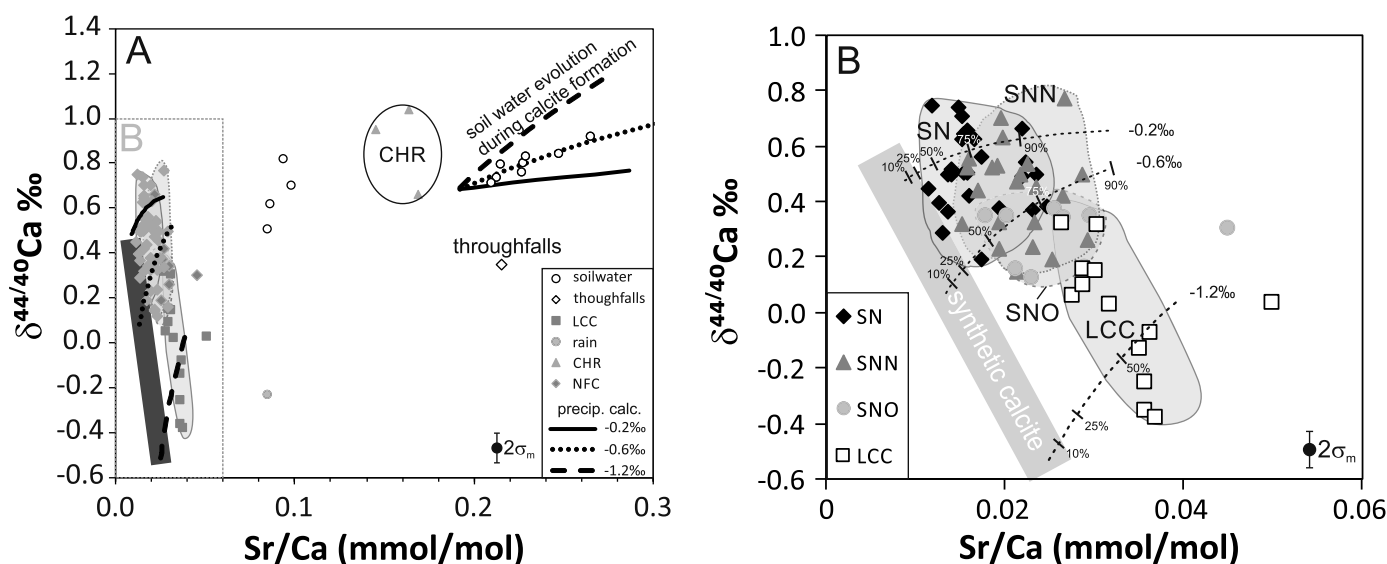 A
1.4
1.2
1.0
0.8
0.6
0.4
0.2
0.0
-0.2
-0.4
-0.6
δ44/40Ca ‰
B
CHR
soil water evolution
during calcite formation
throughfalls
soilwater
thoughfalls
LCC
rain
CHR
NFC
precip. calc.
-0.2‰
-0.6‰
-1.2‰
2σm
0.0
0.1
0.2
0.3
Sr/Ca (mmol/mol)
B
1.0
0.8
0.6
0.4
0.2
0.0
-0.2
-0.4
-0.6
δ44/40Ca ‰
SNN
SN
10%
25%
50%
75%
90%
-0.2‰
-0.6‰
10%
25%
50%
75%
90%
SNO
LCC
-1.2‰
10%
25%
50%
synthetic calcite
SN
SNN
SNO
LCC
2σm
0
0.02
0.04
0.06
Sr/Ca (mmol/mol)